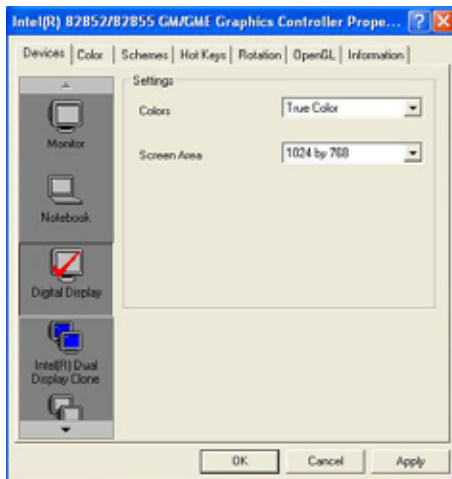 Intel(R) 82852/82855 GM/GME Graphics Controller Prope...
Devices Color Schemes Hot Keys Rotation OpenGL Information
Settings
Colors True Color
Monitor
Screen Area 1024 by 768
Notebook
Digital Display
Intel(R) Dual
Display Clone
OK Cancel Apply